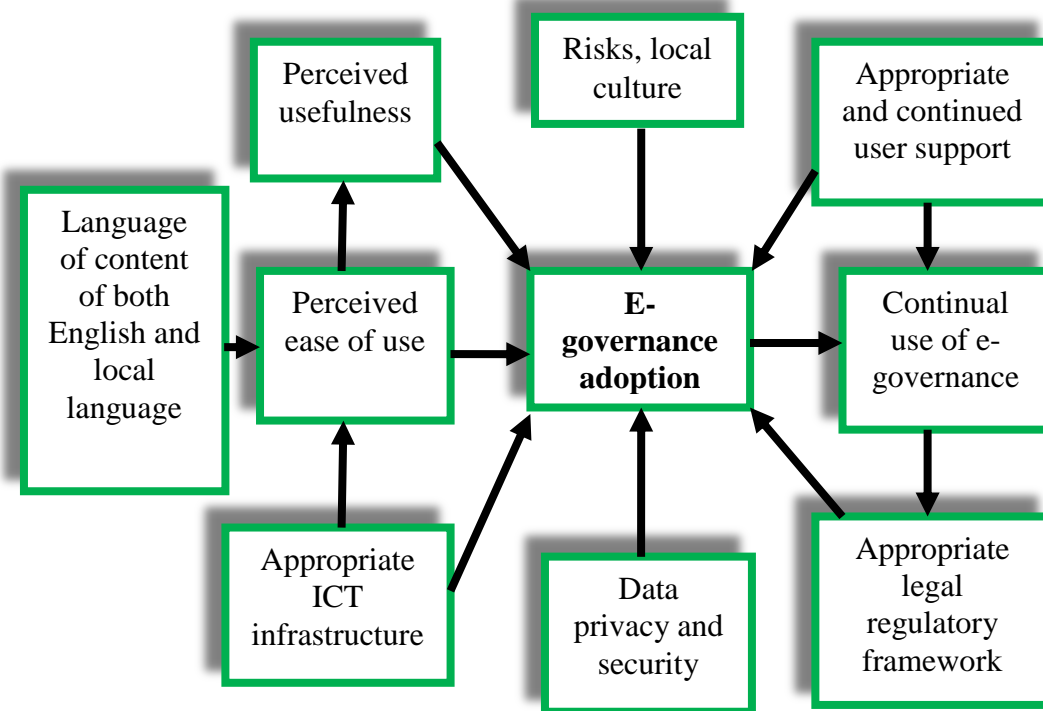 Perceived
usefulness
Risks, local
culture
Appropriate
and continued
user support
Language
of content
of both
English and
local
language
Perceived
ease of use
E-
governance
adoption
Continual
use of e-
governance
Appropriate
ICT
infrastructure
Data
privacy and
security
Appropriate
legal
regulatory
framework